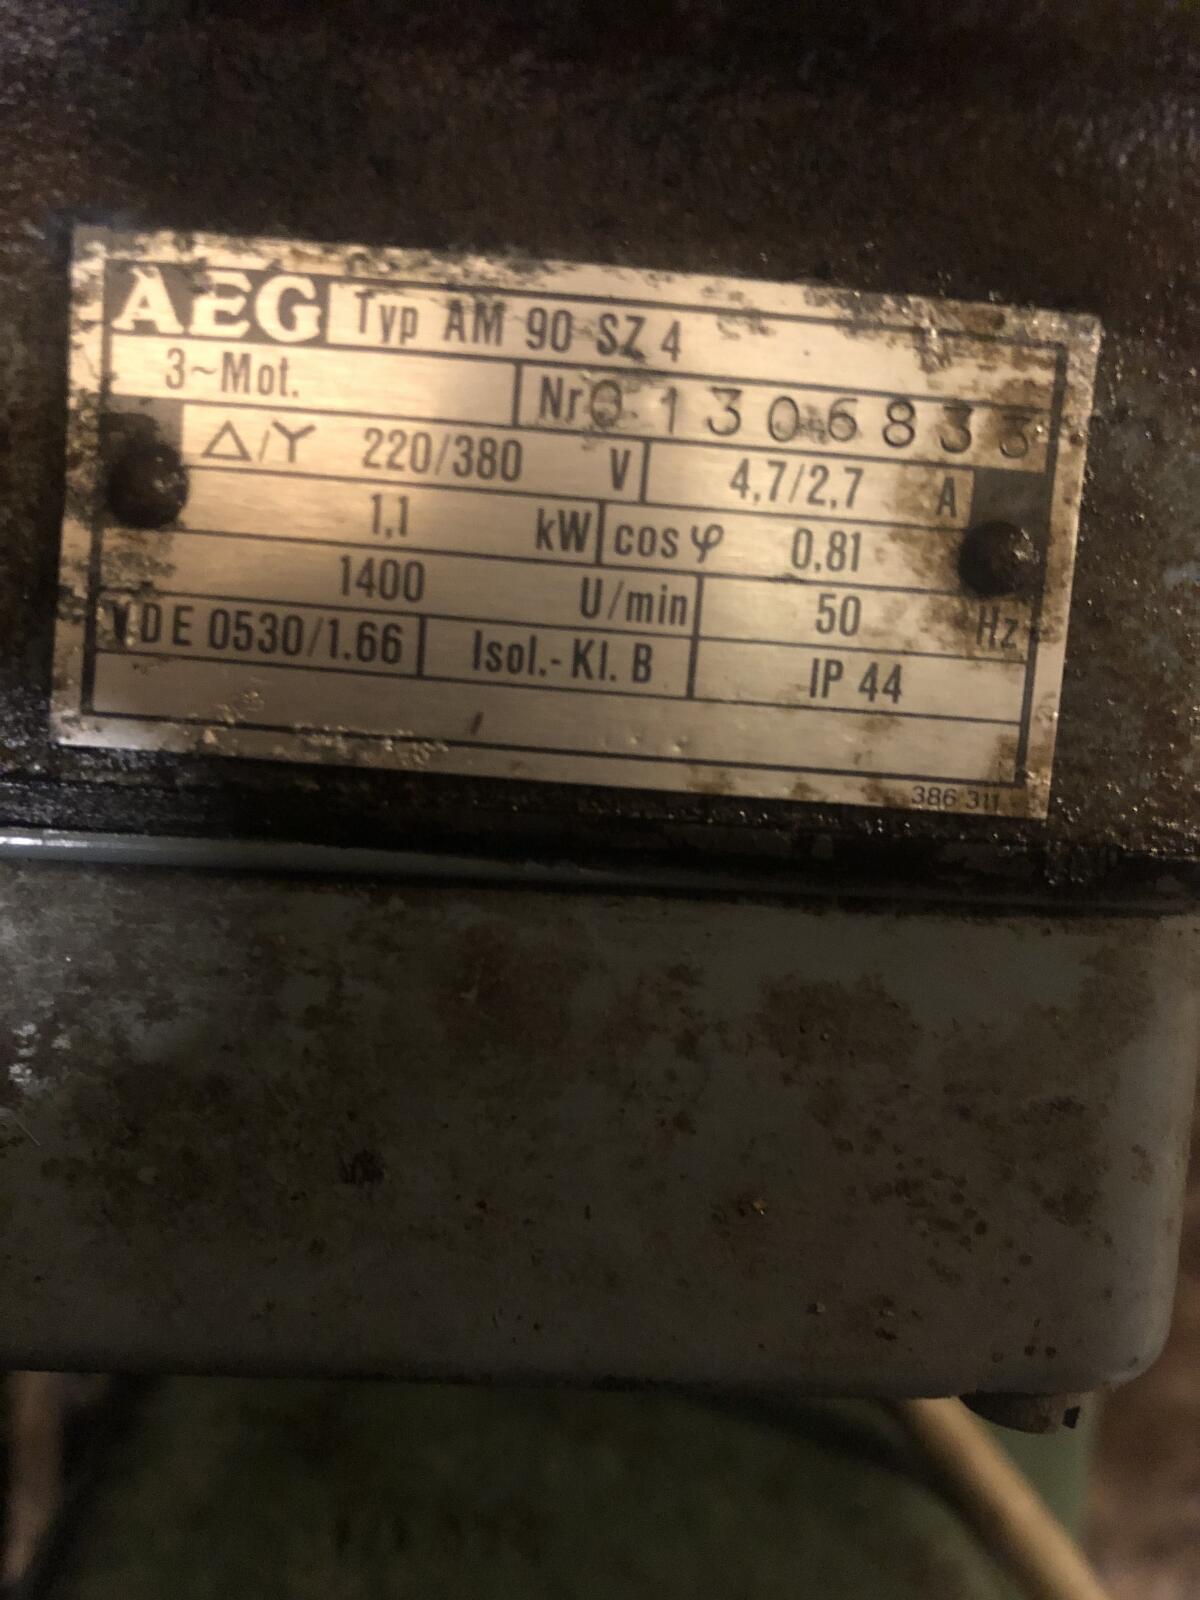 AEG Typ AM 90 SZ 4
3~Mot. Nr 0 1306833
Δ/Y 220/380 V 4,7/2,7 A
1,1 kW cos φ 0,81
1400 U/min 50 Hz
VDE 0530/1.66 Isol.-Kl. B IP 44
386 311